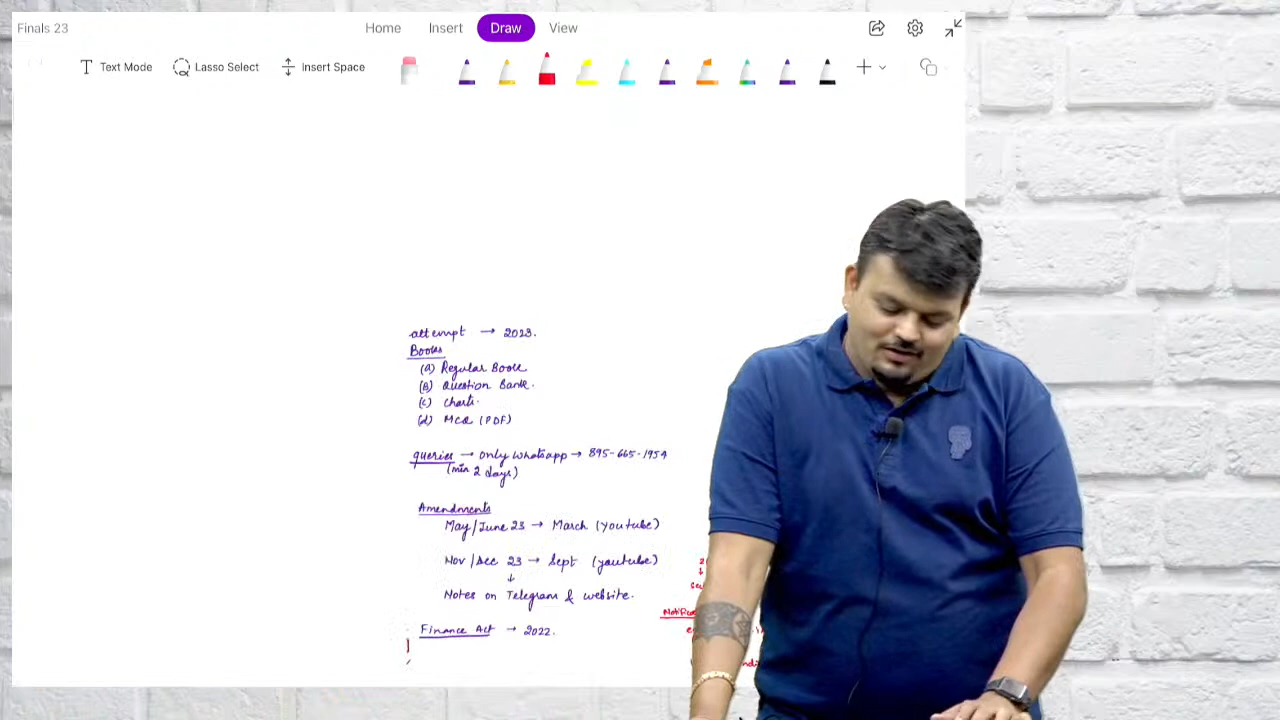 Finals 23
Home Insert Draw View
Text Mode Lasso Select Insert Space
attempt → 2023.
Books
(a) Regular Book
(B) Question Bank.
(c) Charts.
(d) MCQ (PDF)
queries → only whatsapp → 895-665-1954
(min 2 days)
Amendments
May/June 23 → March (youtube)
Nov/Dec 23 → Sept (youtube)
↓
Notes on Telegram & website.
Finance Act → 2022.